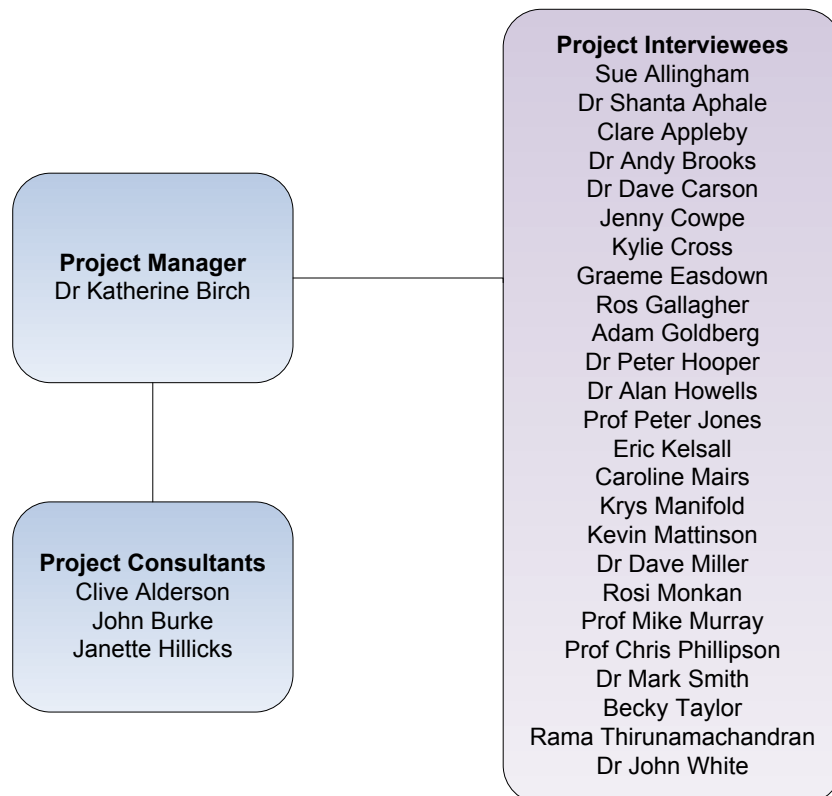 Project Manager
Dr Katherine Birch
Project Consultants
Clive Alderson
John Burke
Janette Hillicks
Project Interviewees
Sue Allingham
Dr Shanta Aphale
Clare Appleby
Dr Andy Brooks
Dr Dave Carson
Jenny Cowpe
Kylie Cross
Graeme Easdown
Ros Gallagher
Adam Goldberg
Dr Peter Hooper
Dr Alan Howells
Prof Peter Jones
Eric Kelsall
Caroline Mairs
Krys Manifold
Kevin Mattinson
Dr Dave Miller
Rosi Monkan
Prof Mike Murray
Prof Chris Phillipson
Dr Mark Smith
Becky Taylor
Rama Thirunamachandran
Dr John White